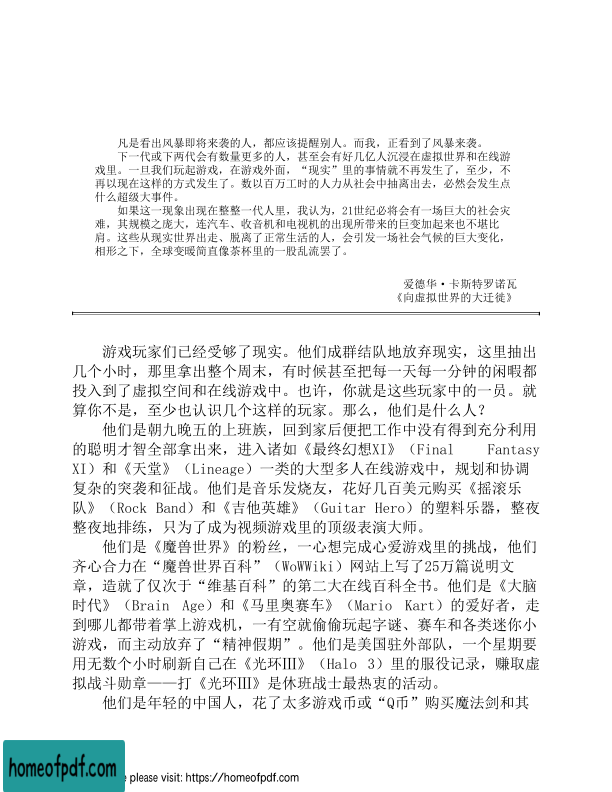 凡是看出风暴即将来袭的人，都应该提醒别人。而我，正看到了风暴来袭。
下一代或下两代会有数量更多的人，甚至会有好几亿人沉浸在虚拟世界和在线游
戏里。一旦我们玩起游戏，在游戏外面，“现实”里的事情就不再发生了，至少，不
再以现在这样的方式发生了。数以百万工时的人力从社会中抽离出去，必然会发生点
什么超级大事件。
如果这一现象出现在整整一代人里，我认为，21世纪必将会有一场巨大的社会灾
难，其规模之庞大，连汽车、收音机和电视机的出现所带来的巨变加起来也不堪比
肩。这些从现实世界出走、脱离了正常生活的人，会引发一场社会气候的巨大变化，
相形之下，全球变暖简直像茶杯里的一股乱流罢了。
爱德华·卡斯特罗诺瓦
《向虚拟世界的大迁徙》
游戏玩家们已经受够了现实。他们成群结队地放弃现实，这里抽出
几个小时，那里拿出整个周末，有时候甚至把每一天每一分钟的闲暇都
投入到了虚拟空间和在线游戏中。也许，你就是这些玩家中的一员。就
算你不是，至少也认识几个这样的玩家。那么，他们是什么人？
他们是朝九晚五的上班族，回到家后便把工作中没有得到充分利用
的聪明才智全部拿出来，进入诸如《最终幻想XI》（Final Fantasy
XI）和《天堂》（Lineage）一类的大型多人在线游戏中，规划和协调
复杂的突袭和征战。他们是音乐发烧友，花好几百美元购买《摇滚乐
队》（Rock Band）和《吉他英雄》（Guitar Hero）的塑料乐器，整夜
整夜地排练，只为了成为视频游戏里的顶级表演大师。
他们是《魔兽世界》的粉丝，一心想完成心爱游戏里的挑战，他们
齐心合力在“魔兽世界百科”（WoWWiki）网站上写了25万篇说明文
章，造就了仅次于“维基百科”的第二大在线百科全书。他们是《大脑
时代》（Brain Age）和《马里奥赛车》（Mario Kart）的爱好者，走
到哪儿都带着掌上游戏机，一有空就偷偷玩起字谜、赛车和各类迷你小
游戏，而主动放弃了“精神假期”。他们是美国驻外部队，一个星期要
用无数个小时刷新自己在《光环Ⅲ》（Halo 3）里的服役记录，赚取虚
拟战斗勋章——打《光环Ⅲ》是休班战士最热衷的活动。
他们是年轻的中国人，花了太多游戏币或“Q币”购买魔法剑和其
homeofpdf.com
e please visit: https://homeofpdf.com